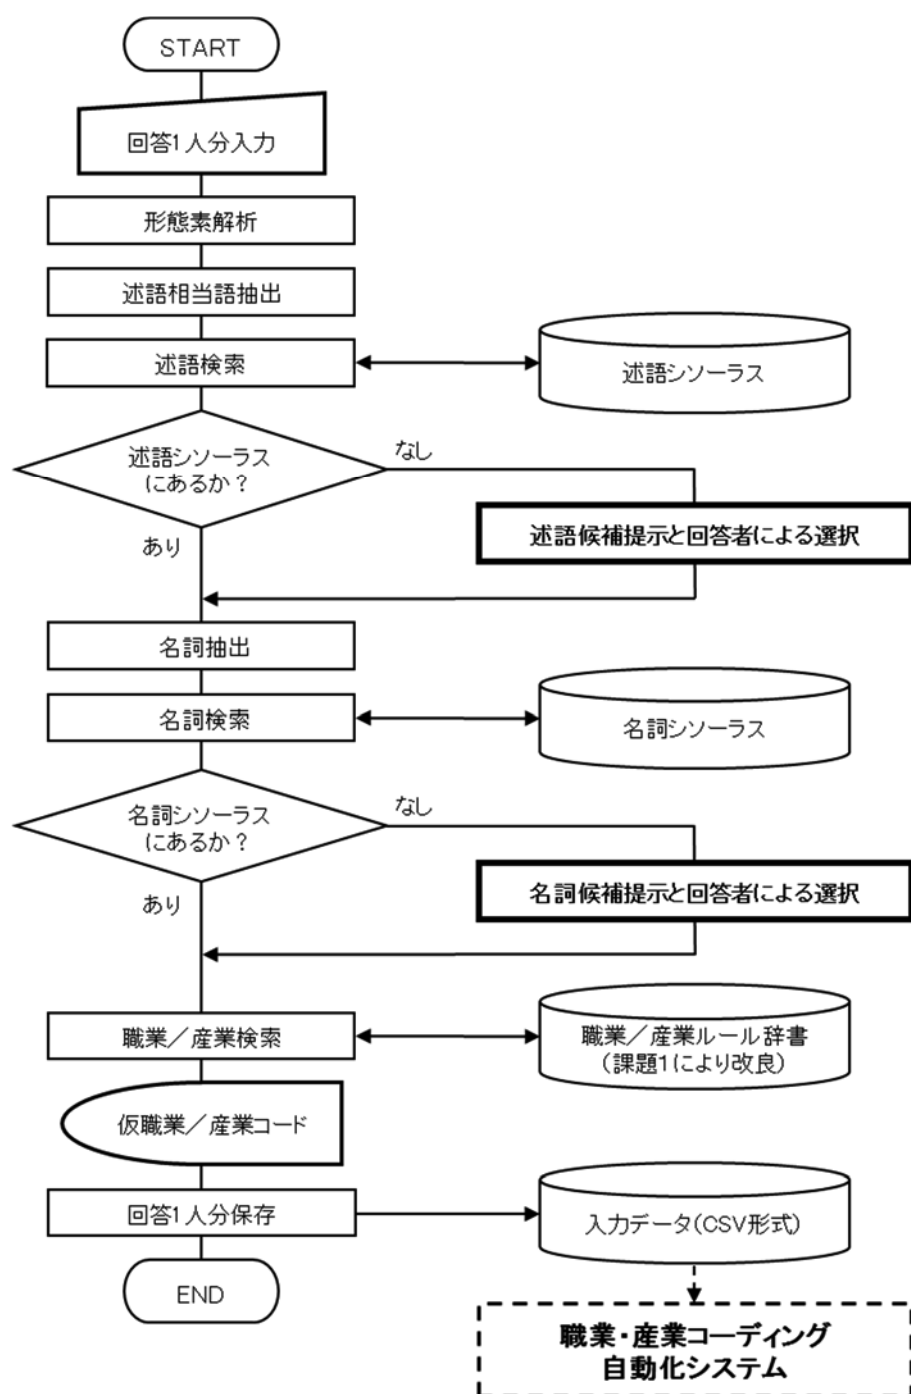 START
回答1人分入力
形態素解析
述語相当語抽出
述語検索
述語シソーラス
述語シソーラス
にあるか？
なし
述語候補提示と回答者による選択
あり
名詞抽出
名詞検索
名詞シソーラス
名詞シソーラス
にあるか？
なし
名詞候補提示と回答者による選択
あり
職業／産業検索
職業／産業ルール辞書
(課題1により改良)
仮職業／産業コード
回答1人分保存
入力データ(CSV形式)
END
職業・産業コーディング
自動化システム